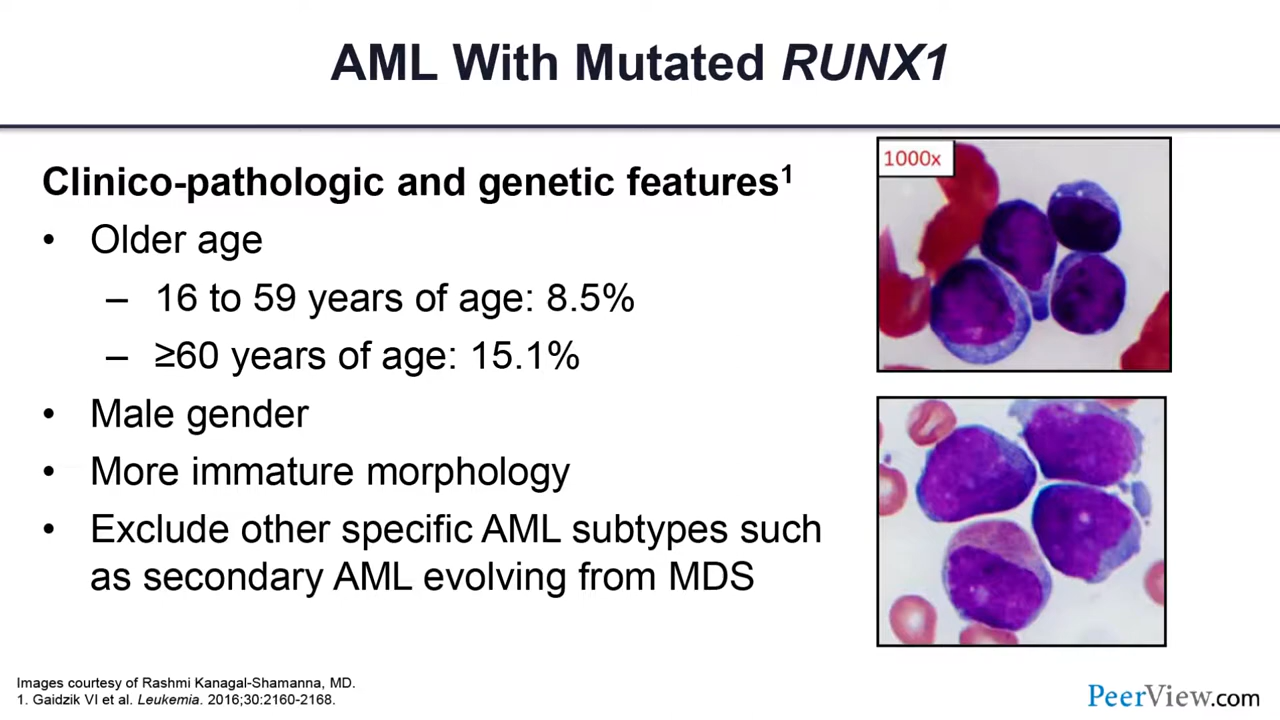 AML With Mutated RUNX1
Clinico-pathologic and genetic features1
• Older age
– 16 to 59 years of age: 8.5%
– ≥60 years of age: 15.1%
• Male gender
• More immature morphology
• Exclude other specific AML subtypes such
as secondary AML evolving from MDS
1000x
Images courtesy of Rashmi Kanagal-Shamanna, MD.
1. Gaidzik VI et al. Leukemia. 2016;30:2160-2168.
PeerView.com